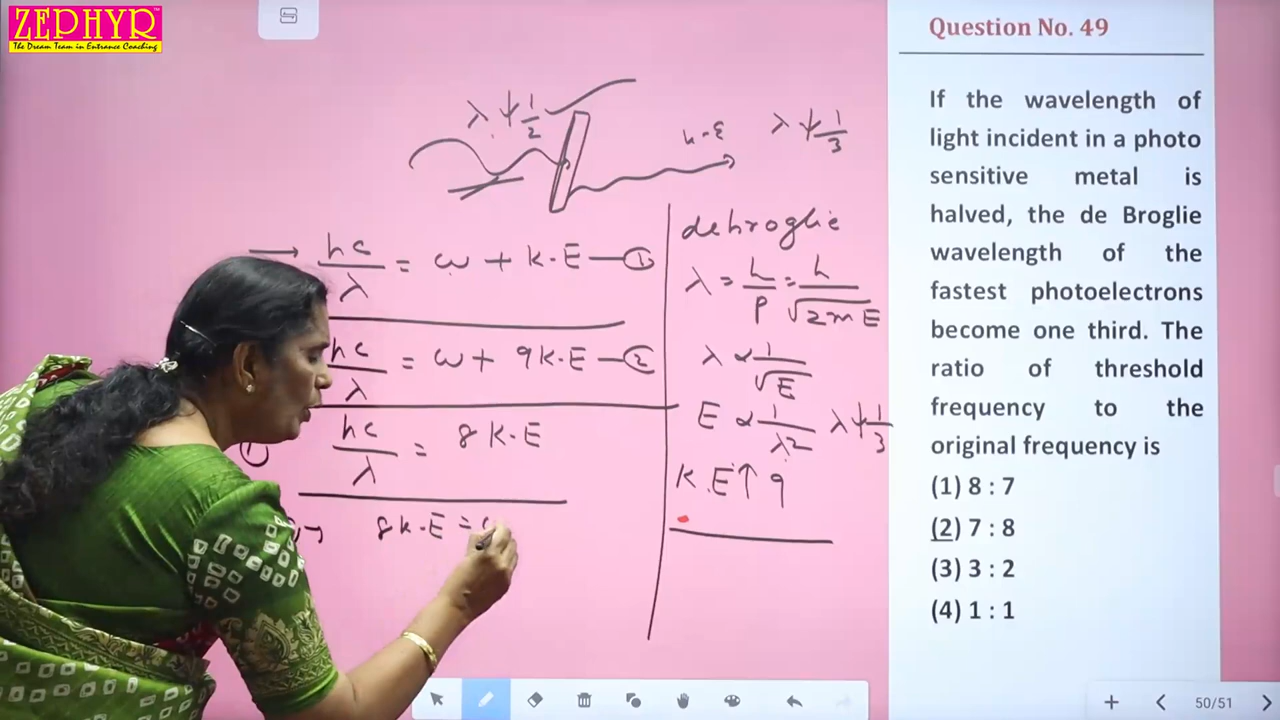 ZEPHYR™
The Dream Team in Entrance Coaching
λ ↓ 1/2
K.E
λ ↓ 1/3
hc/λ = ω + K.E — ①
hc/λ = ω + 9K.E — ②
hc/λ = 8 K.E
①
8K.E =
debroglie
λ = h/p = h/√2mE
λ ∝ 1/√E
E ∝ 1/λ² λ ↓ 1/3
K.E ↑ 9
Question No. 49
If the wavelength of
light incident in a photo
sensitive metal is
halved, the de Broglie
wavelength of the
fastest photoelectrons
become one third. The
ratio of threshold
frequency to the
original frequency is
(1) 8 : 7
(2) 7 : 8
(3) 3 : 2
(4) 1 : 1
50/51